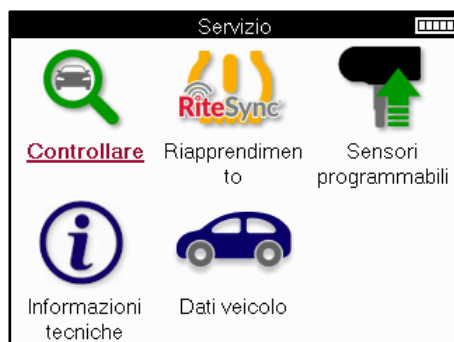 Servizio
RiteSync
Controllare
Riapprendimen
to
Sensori
programmabili
i
Informazioni
tecniche
Dati veicolo